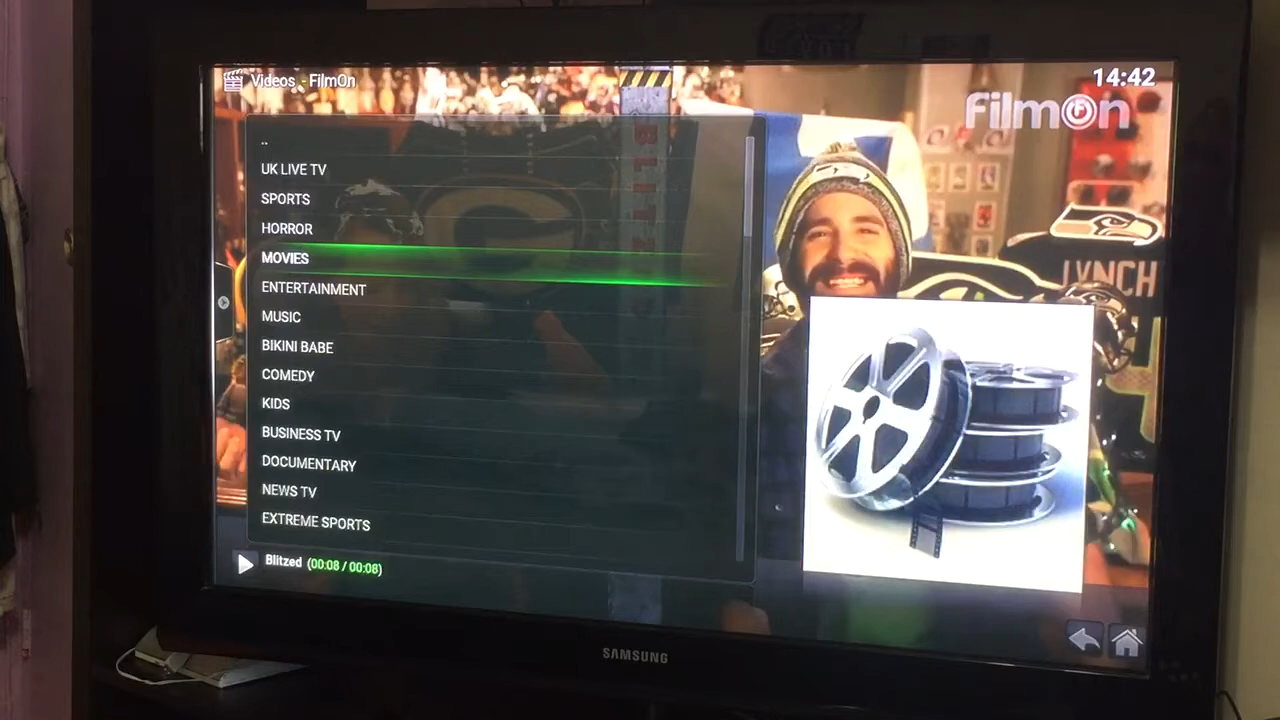 Videos - FilmOn
14:42
FilmOn
..
UK LIVE TV
SPORTS
HORROR
MOVIES
ENTERTAINMENT
MUSIC
BIKINI BABE
COMEDY
KIDS
BUSINESS TV
DOCUMENTARY
NEWS TV
EXTREME SPORTS
Blitzed (00:08 / 00:08)
LYNCH
SAMSUNG